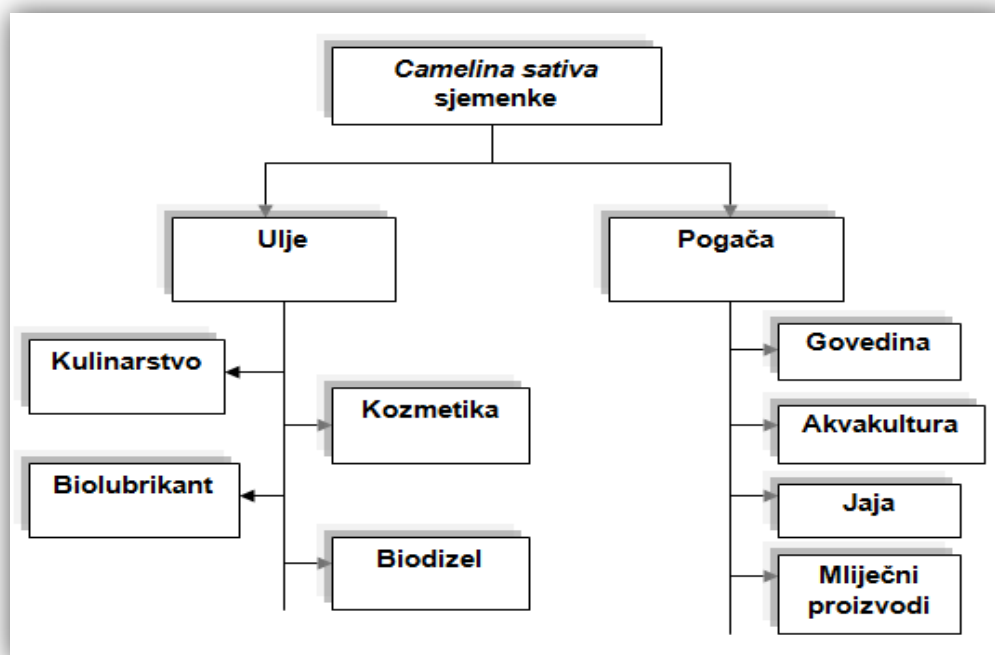 Camelina sativa
sjemenke
Ulje
Pogača
Kulinarstvo
Kozmetika
Biolubrikant
Biodizel
Govedina
Akvakultura
Jaja
Mliječni
proizvodi